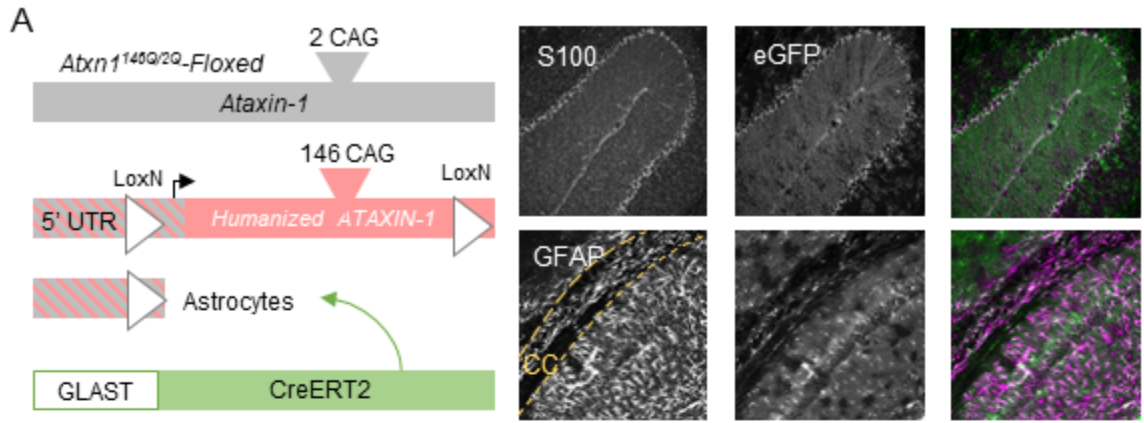 A
2 CAG
Atxn1146Q/2Q-Floxed
Ataxin-1
146 CAG
LoxN
LoxN
5' UTR
Humanized ATAXIN-1
Astrocytes
GLAST
CreERT2
S100
eGFP
GFAP
CC